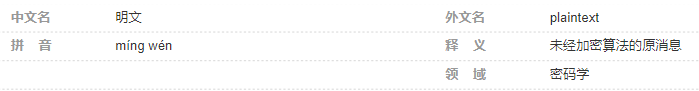 中文名 明文 外文名 plaintext
拼 音 míng wén 释 义 未经加密算法的原消息
领 域 密码学